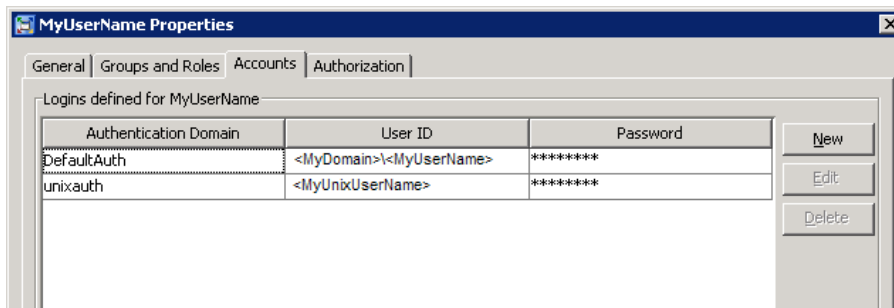 MyUserName Properties
General Groups and Roles Accounts Authorization
Logins defined for MyUserName
Authentication Domain User ID Password New
DefaultAuth <MyDomain>\<MyUserName> ********
unixauth <MyUnixUserName> ******** Edit
Delete